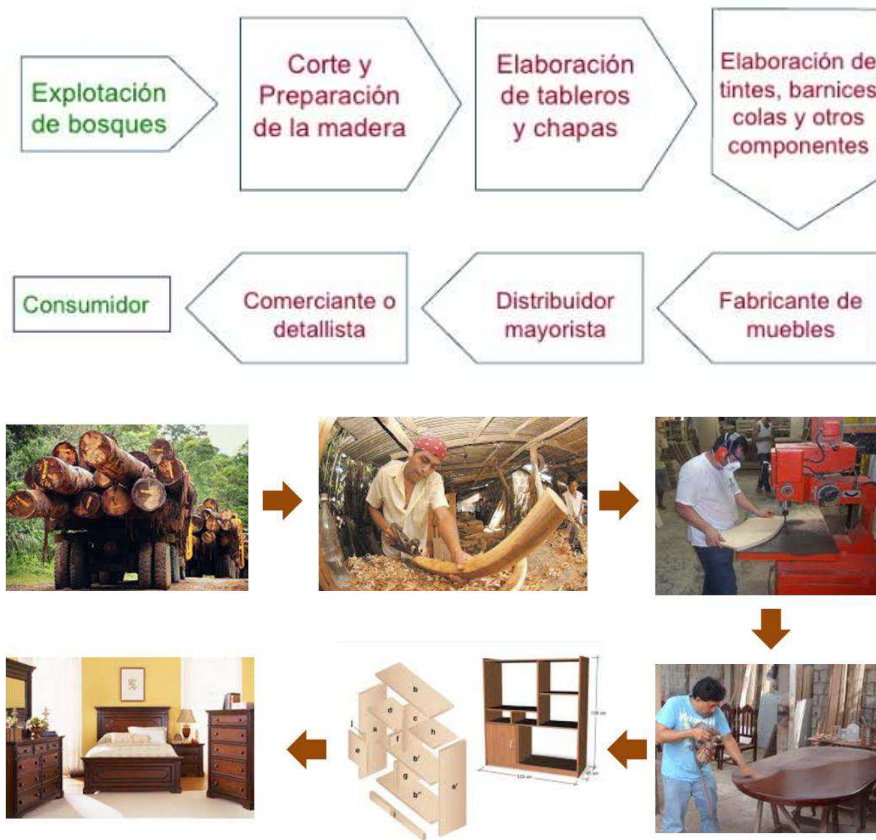 Explotación
de bosques
Corte y
Preparación
de la madera
Elaboración
de tableros
y chapas
Elaboración de
tintes, barnices
colas y otros
componentes
Fabricante de
muebles
Distribuidor
mayorista
Comerciante o
detallista
Consumidor
b
d
c
j
a
h
f
e
b'
g
b''
a'